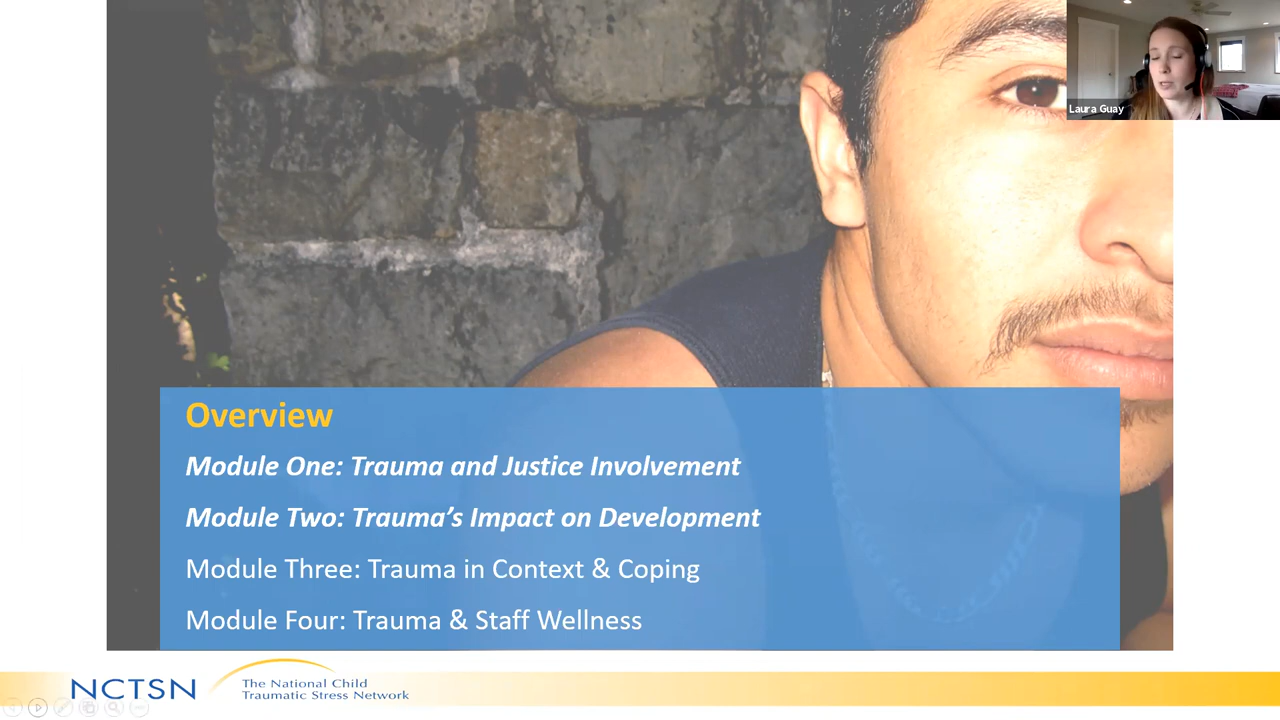 Laura Guay
Overview
Module One: Trauma and Justice Involvement
Module Two: Trauma’s Impact on Development
Module Three: Trauma in Context & Coping
Module Four: Trauma & Staff Wellness
NCTSN
The National Child
Traumatic Stress Network